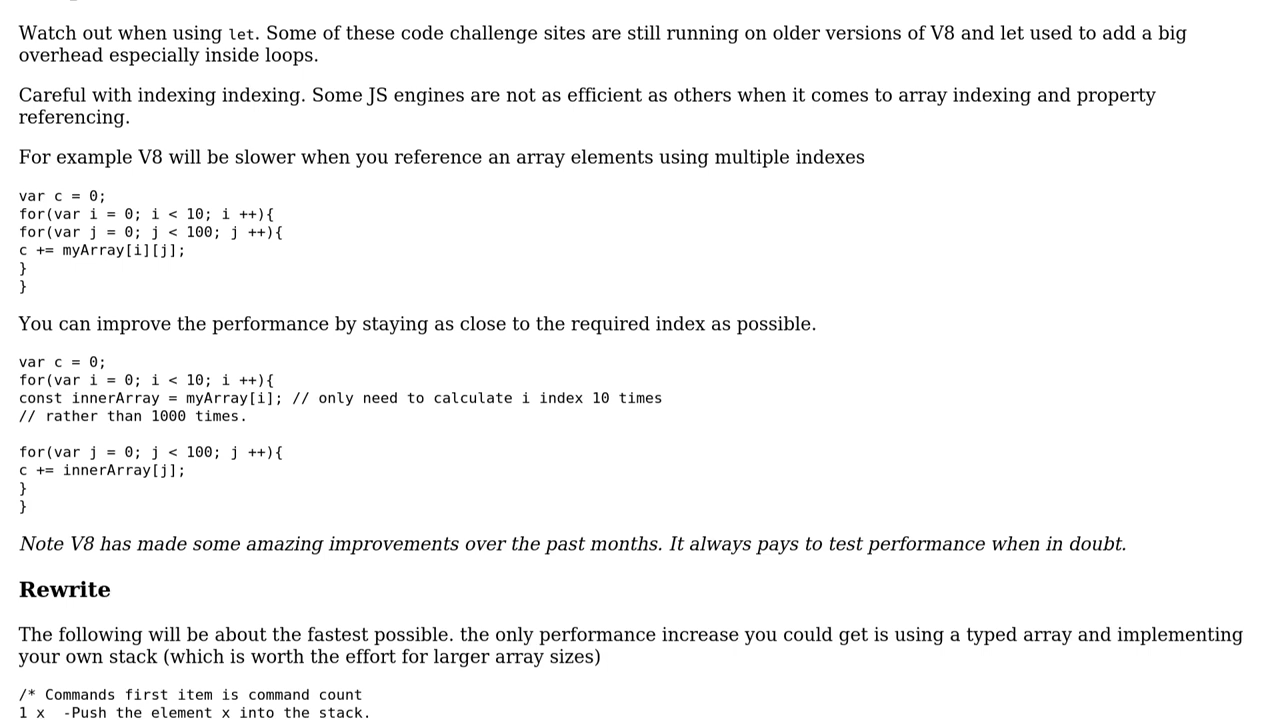 Watch out when using let. Some of these code challenge sites are still running on older versions of V8 and let used to add a big
overhead especially inside loops.
Careful with indexing indexing. Some JS engines are not as efficient as others when it comes to array indexing and property
referencing.
For example V8 will be slower when you reference an array elements using multiple indexes
var c = 0;
for(var i = 0; i < 10; i ++){
for(var j = 0; j < 100; j ++){
c += myArray[i][j];
}
}
You can improve the performance by staying as close to the required index as possible.
var c = 0;
for(var i = 0; i < 10; i ++){
const innerArray = myArray[i]; // only need to calculate i index 10 times
// rather than 1000 times.
for(var j = 0; j < 100; j ++){
c += innerArray[j];
}
}
Note V8 has made some amazing improvements over the past months. It always pays to test performance when in doubt.
Rewrite
The following will be about the fastest possible. the only performance increase you could get is using a typed array and implementing
your own stack (which is worth the effort for larger array sizes)
/* Commands first item is command count
1 x  -Push the element x into the stack.